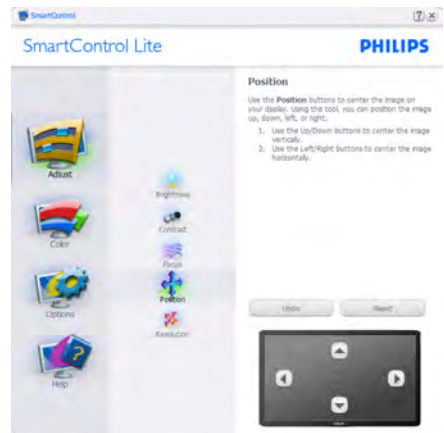 SmartControl
SmartControl Lite
PHILIPS
Position
Use the Position buttons to center the image on
your display. Using the tool, you can position the image
up, down, left, or right.
1. Use the Up/Down buttons to center the image
vertically.
2. Use the Left/Right buttons to center the image
horizontally.
Adjust
Color
Options
Help
Brightness
Contrast
Focus
Position
Resolution
Undo
Reset